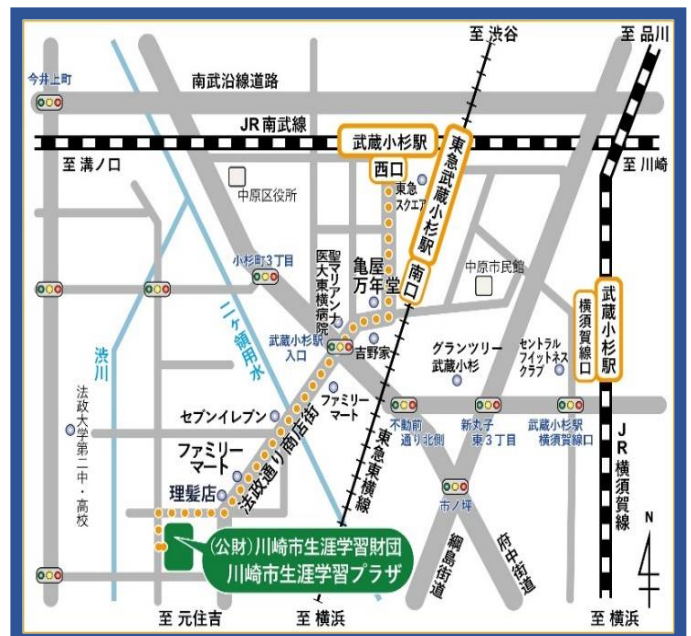 至 渋谷
至 品川
今井上町
南武沿線道路
JR南武線
武蔵小杉駅
西口
東急武蔵小杉駅
南口
至 溝ノ口
至 川崎
中原区役所
東急
スクエア
小杉町3丁目
聖マリアンナ
医大東横病院
亀屋
万年堂
中原市民館
武蔵小杉駅
横須賀線口
渋川
二ヶ領用水
武蔵小杉駅
入口
吉野家
グランツリー
武蔵小杉
セントラル
フィットネス
クラブ
法政大学第二中・高校
セブンイレブン
ファミリー
マート
不動前
通り北側
新丸子
東3丁目
武蔵小杉駅
横須賀線口
ファミリー
マート
法政通り商店街
東急東横線
JR横須賀線
理髪店
市ノ坪
N
(公財)川崎市生涯学習財団
川崎市生涯学習プラザ
綱島街道
府中街道
至 元住吉
至 横浜
至 横浜